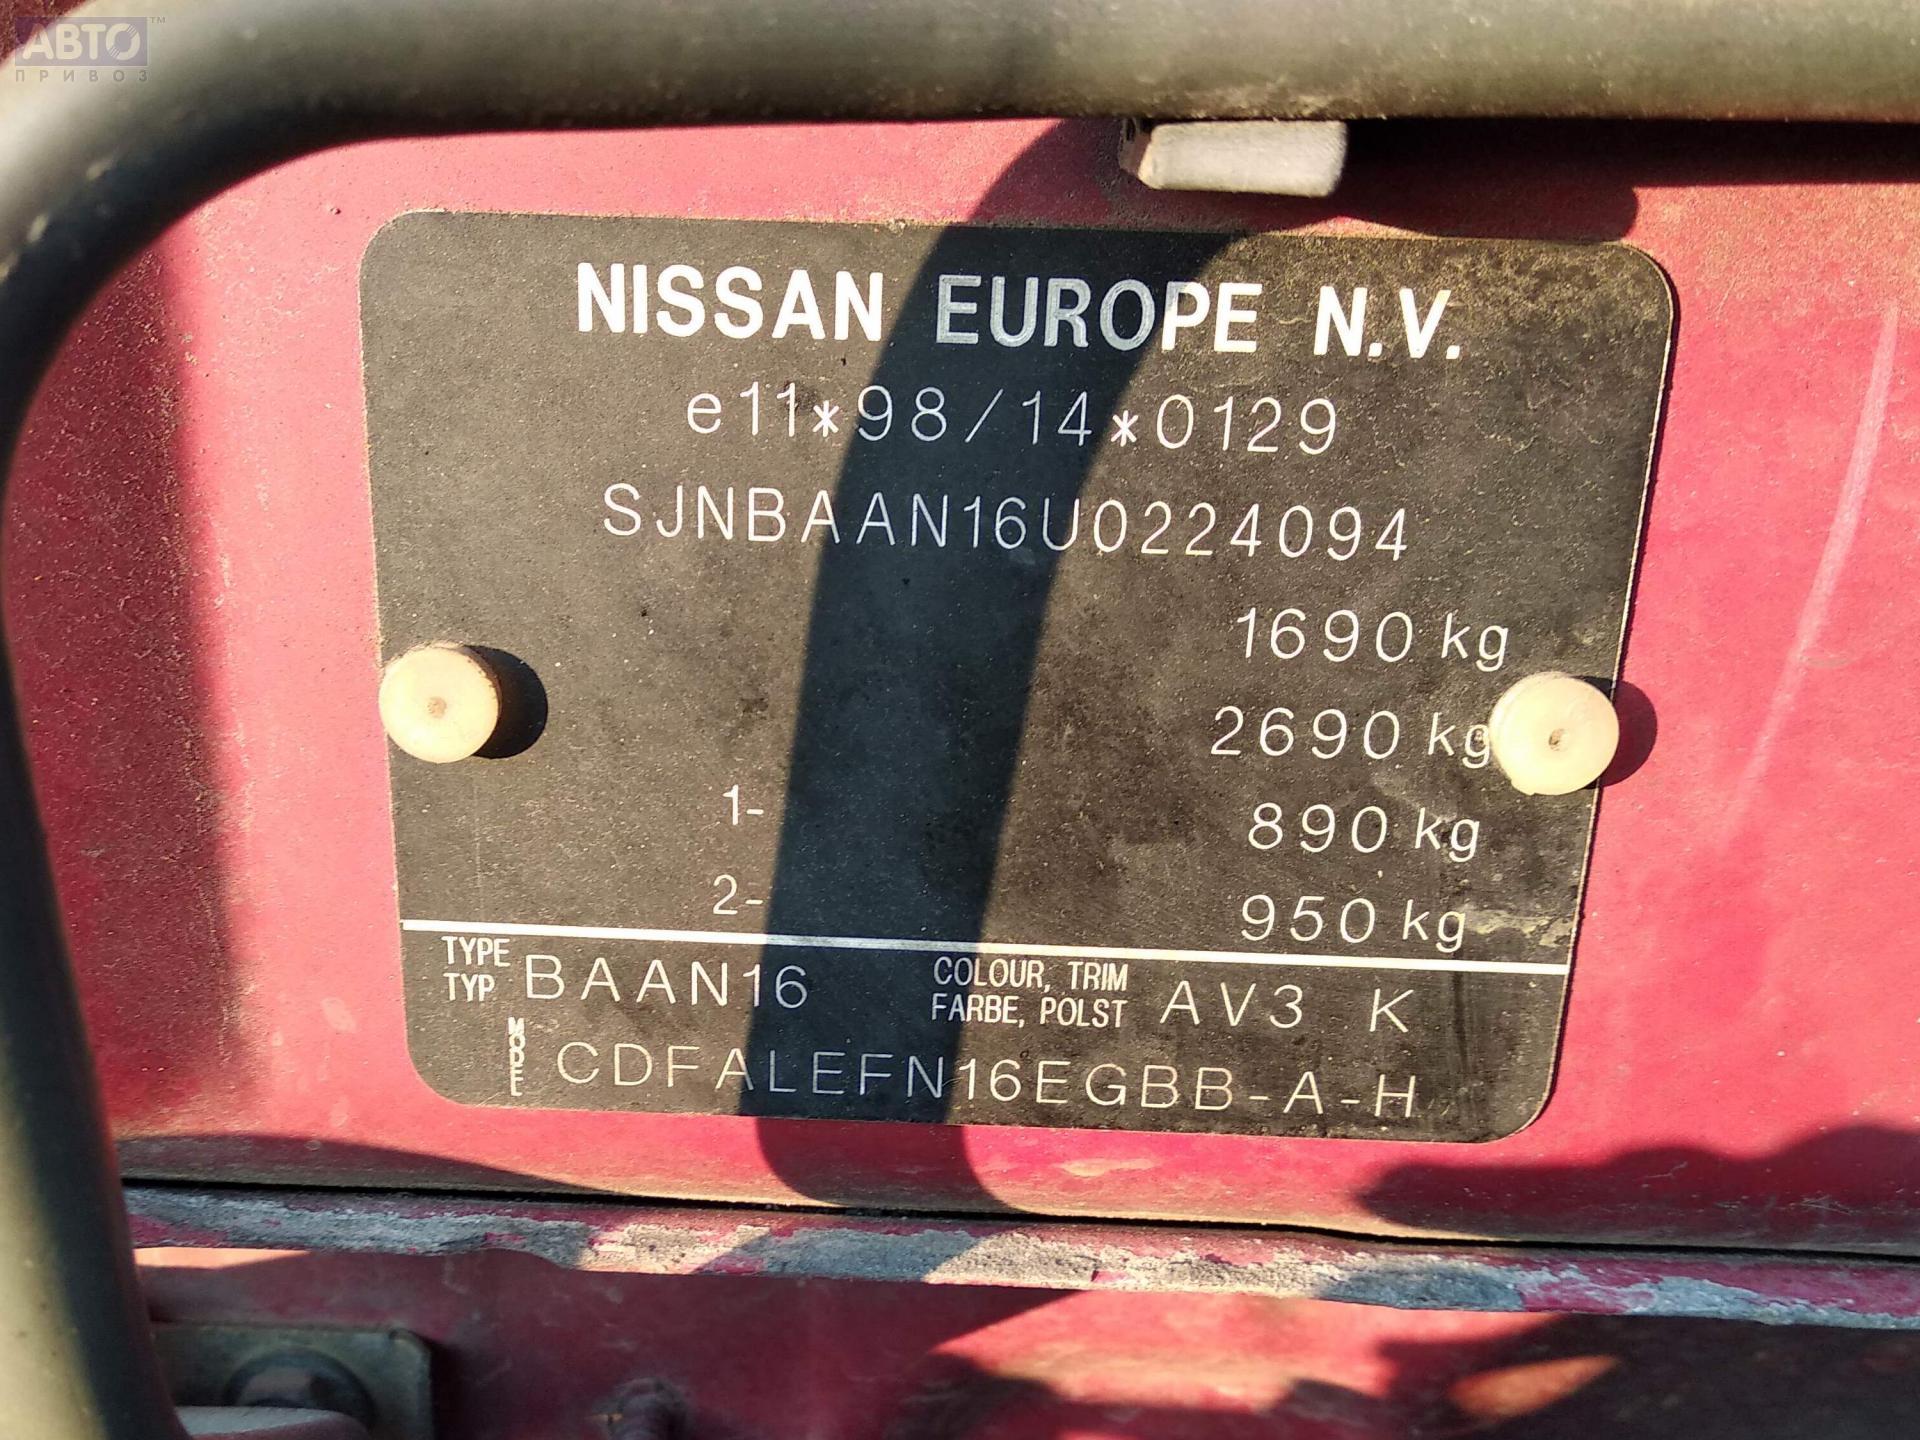 АВТО™
ПРИВОЗ
NISSAN EUROPE N.V.
e11*98/14*0129
SJNBAAN16U0224094
1690 kg
2690 kg
1- 890 kg
2- 950 kg
TYPE
TYP BAAN16
COLOUR, TRIM
FARBE, POLST AV3 K
MODEL CDFALEFN16EGBB-A-H